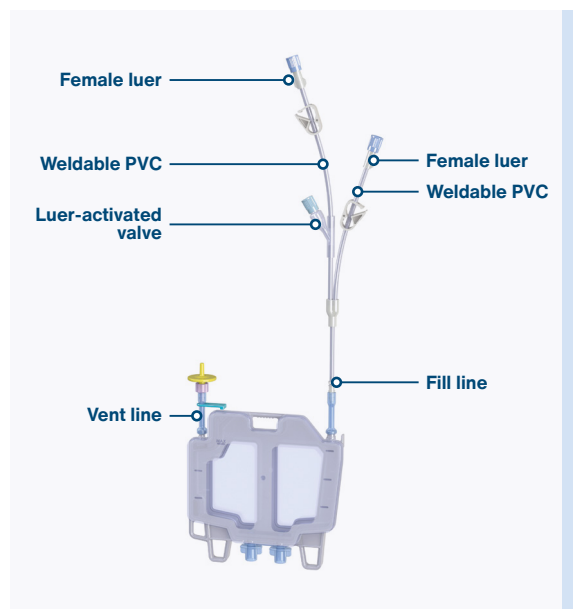 Female luer
Weldable PVC
Female luer
Weldable PVC
Luer-activated
valve
Fill line
Vent line